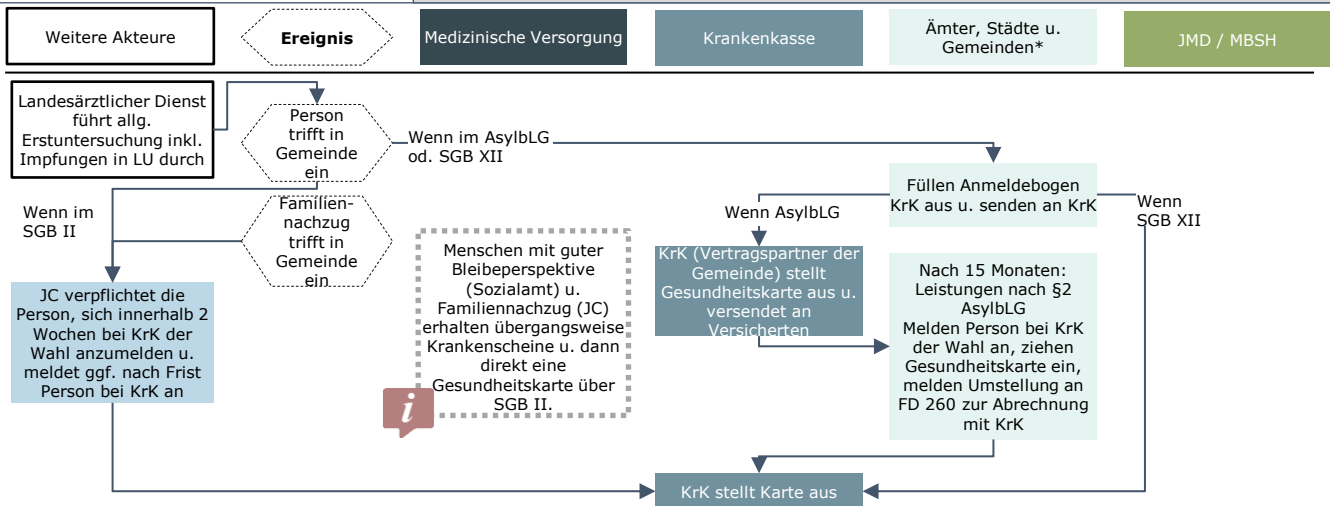 Weitere Akteure
Ereignis
Medizinische Versorgung
Krankenkasse
Ämter, Städte u.
Gemeinden*
JMD / MBSH
Landesärztlicher Dienst
führt allg.
Erstuntersuchung inkl.
Impfungen in LU durch
Person
trifft in
Gemeinde
ein
Wenn im AsylbLG
od. SGB XII
Füllen Anmeldebogen
KrK aus u. senden an KrK
Wenn im
SGB II
Familien-
nachzug
trifft in
Gemeinde
ein
Wenn AsylbLG
Wenn
SGB XII
JC verpflichtet die
Person, sich innerhalb 2
Wochen bei KrK der
Wahl anzumelden u.
meldet ggf. nach Frist
Person bei KrK an
Menschen mit guter
Bleibeperspektive
(Sozialamt) u.
Familiennachzug (JC)
erhalten übergangsweise
Krankenscheine u. dann
direkt eine
Gesundheitskarte über
SGB II.
i
KrK (Vertragspartner der
Gemeinde) stellt
Gesundheitskarte aus u.
versendet an
Versicherten
Nach 15 Monaten:
Leistungen nach §2
AsylbLG
Melden Person bei KrK
der Wahl an, ziehen
Gesundheitskarte ein,
melden Umstellung an
FD 260 zur Abrechnung
mit KrK
KrK stellt Karte aus